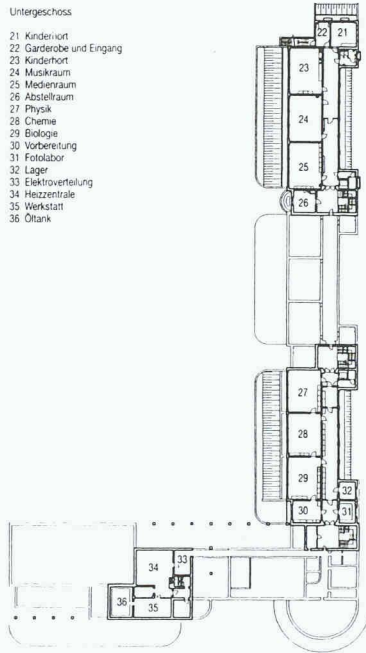 Untergeschoss
21 Kinderhort
22 Garderobe und Eingang
23 Kinderhort
24 Musikraum
25 Medienraum
26 Abstellraum
27 Physik
28 Chemie
29 Biologie
30 Vorbereitung
31 Fotolabor
32 Lager
33 Elektroverteilung
34 Heizzentrale
35 Werkstatt
36 Öltank
22 21
23
24
25
26
27
28
29
32
30 31
34 33
36 35